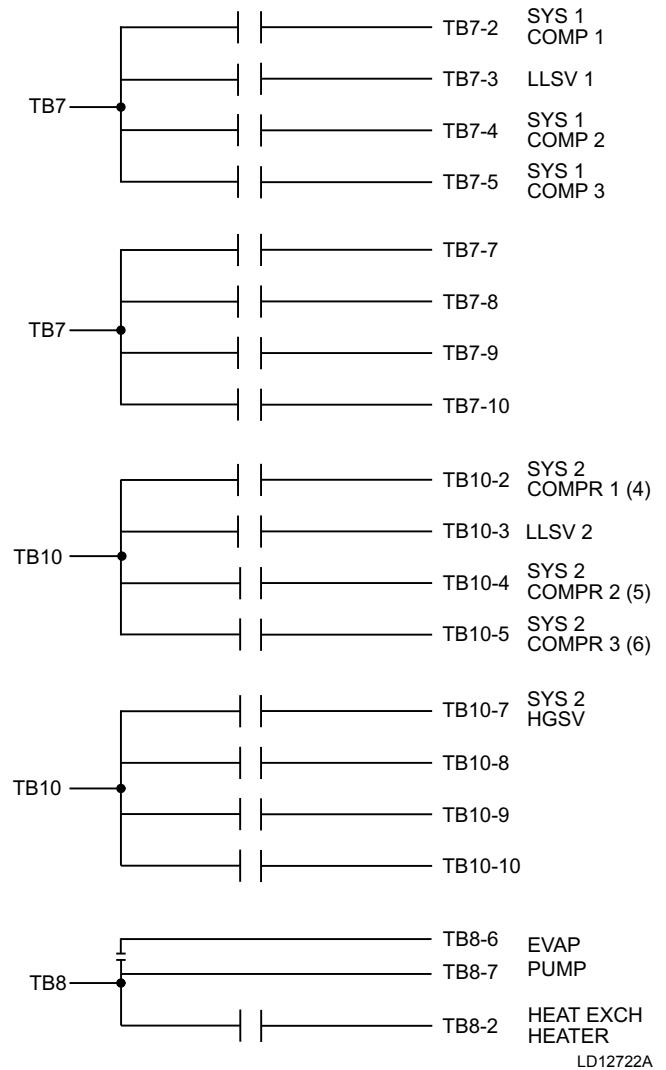 TB7-2 SYS 1
COMP 1
TB7-3 LLSV 1
TB7
TB7-4 SYS 1
COMP 2
TB7-5 SYS 1
COMP 3
TB7-7
TB7-8
TB7
TB7-9
TB7-10
TB10-2 SYS 2
COMPR 1 (4)
TB10-3 LLSV 2
TB10
TB10-4 SYS 2
COMPR 2 (5)
TB10-5 SYS 2
COMPR 3 (6)
TB10-7 SYS 2
HGSV
TB10-8
TB10
TB10-9
TB10-10
TB8-6 EVAP
TB8-7 PUMP
TB8
TB8-2 HEAT EXCH
HEATER
LD12722A